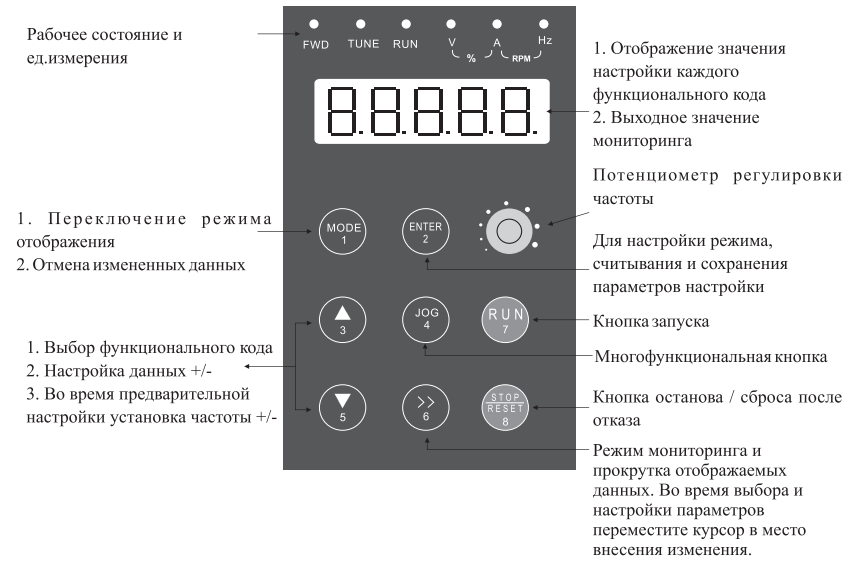 Рабочее состояние и
ед.измерения
FWD TUNE RUN V A Hz
% RPM
8.8.8.8.8.
1. Отображение значения
настройки каждого
функционального кода
2. Выходное значение
мониторинга
Потенциометр регулировки
частоты
1. Переключение режима
отображения
2. Отмена измененных данных
MODE
1
ENTER
2
Для настройки режима,
считывания и сохранения
параметров настройки
3
JOG
4
RUN
7
Кнопка запуска
Многофункциональная кнопка
1. Выбор функционального кода
2. Настройка данных +/-
3. Во время предварительной
настройки установка частоты +/-
5
>>
6
STOP
RESET
8
Кнопка останова / сброса после
отказа
Режим мониторинга и
прокрутка отображаемых
данных. Во время выбора и
настройки параметров
переместите курсор в место
внесения изменения.